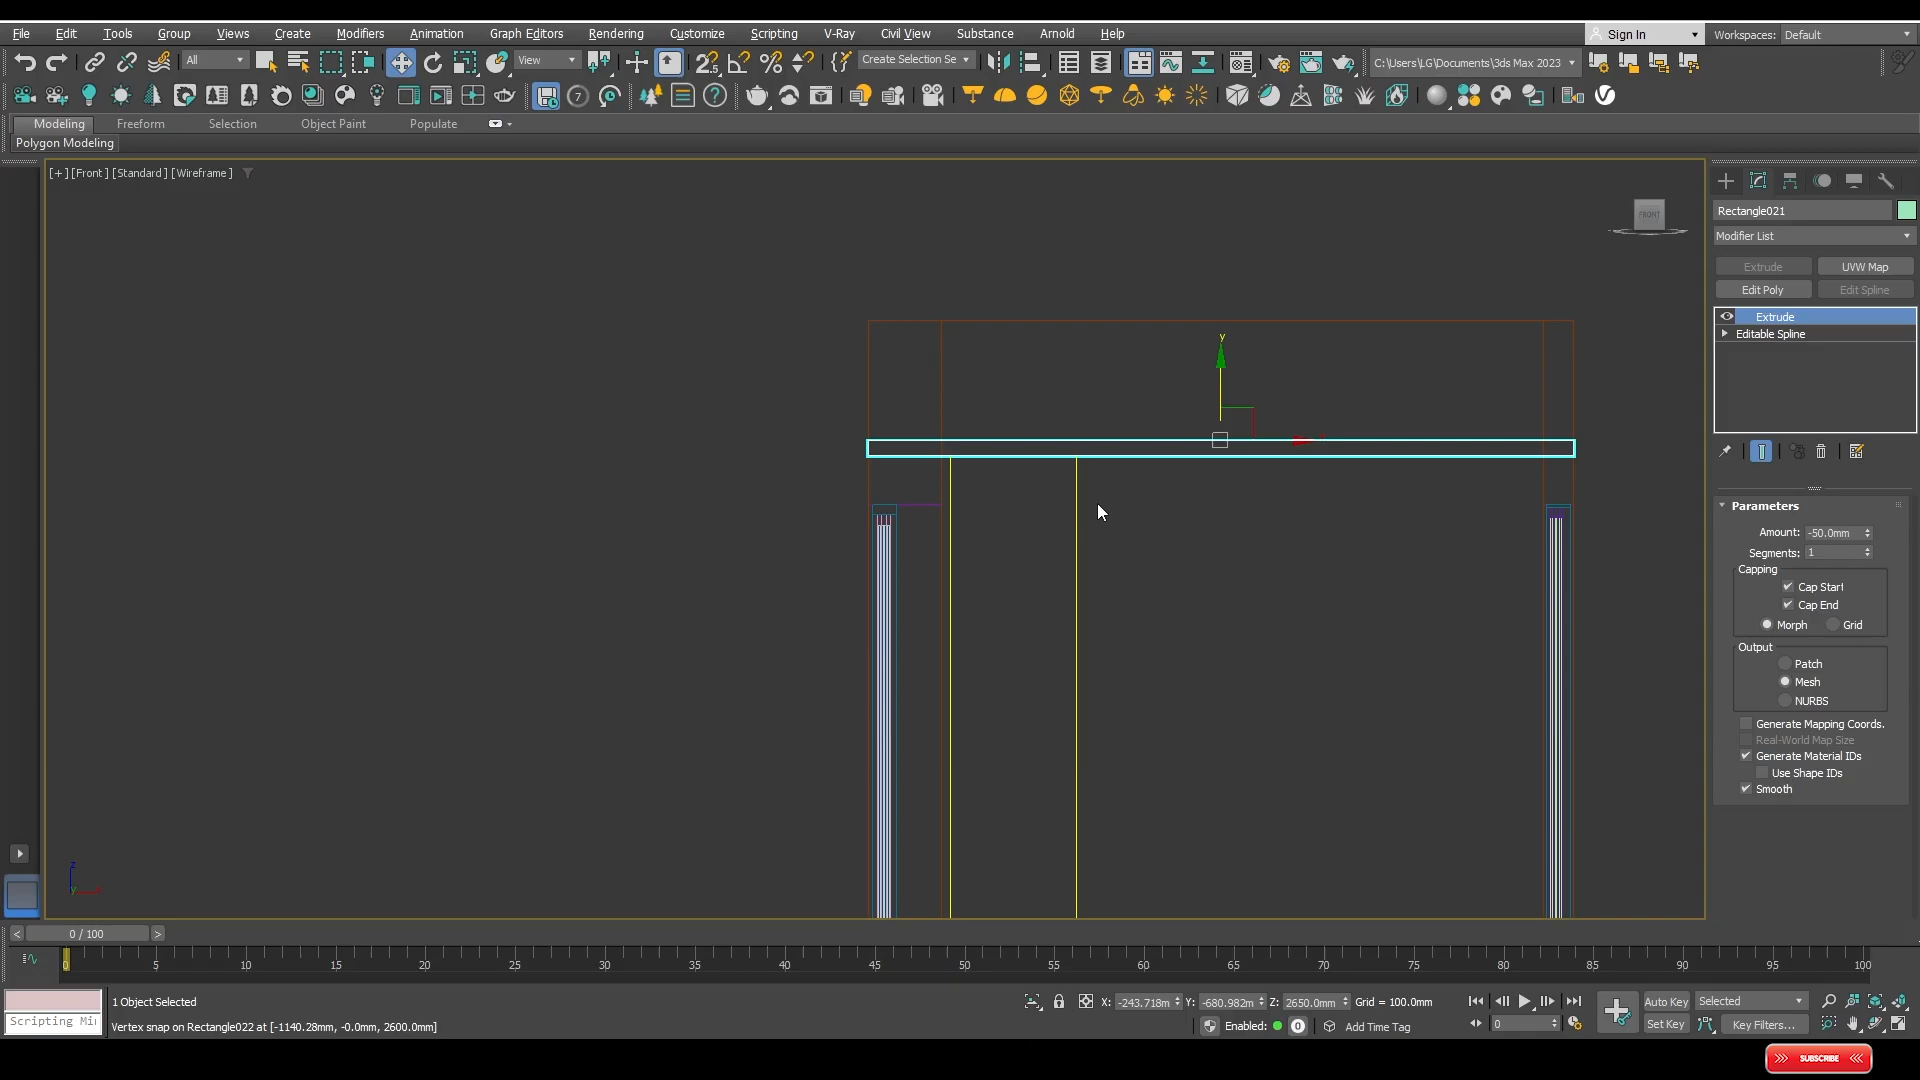 File Edit Tools Group Views Create Modifiers Animation Graph Editors Rendering Customize Scripting V-Ray Civil View Substance Arnold Help Sign In Workspaces: Default
All View Create Selection Se C:\Users\LG\Documents\3ds Max 2023
Modeling Freeform Selection Object Paint Populate
Polygon Modeling
[+] [Front ] [Standard ] [Wireframe ]
FRONT
Rectangle021
Modifier List
Extrude UVW Map
Edit Poly Edit Spline
Extrude
Editable Spline
y
Parameters
Amount: -50.0mm
Segments: 1
Capping
Cap Start
Cap End
Morph Grid
Output
Patch
Mesh
NURBS
Generate Mapping Coords.
Real-World Map Size
Generate Material IDs
Use Shape IDs
Smooth
z
y
< 0 / 100 >
0 5 10 15 20 25 30 35 40 45 50 55 60 65 70 75 80 85 90 95 100
1 Object Selected X: -243.718m Y: -680.982m Z: 2650.0mm Grid = 100.0mm Auto Key Selected
Scripting Mi
Vertex snap on Rectangle022 at [-1140.28mm, -0.0mm, 2600.0mm] Enabled: 0 Add Time Tag 0 Set Key Key Filters...
SUBSCRIBE